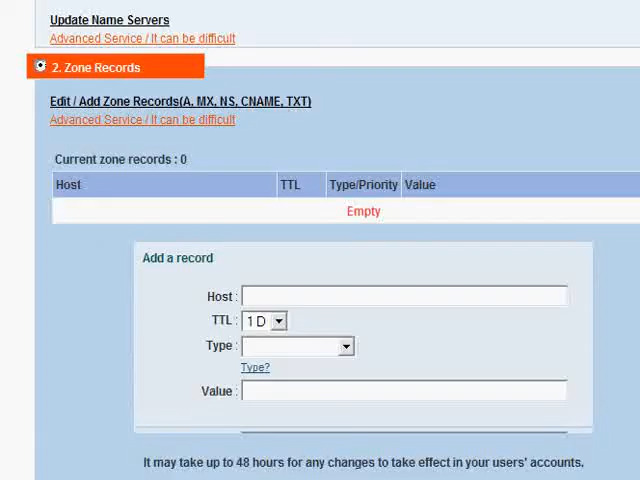 Update Name Servers
Advanced Service / It can be difficult
2. Zone Records
Edit / Add Zone Records(A, MX, NS, CNAME, TXT)
Advanced Service / It can be difficult
Current zone records : 0
Host TTL Type/Priority Value
Empty
Add a record
Host :
TTL : 1 D
Type :
Type?
Value :
It may take up to 48 hours for any changes to take effect in your users' accounts.